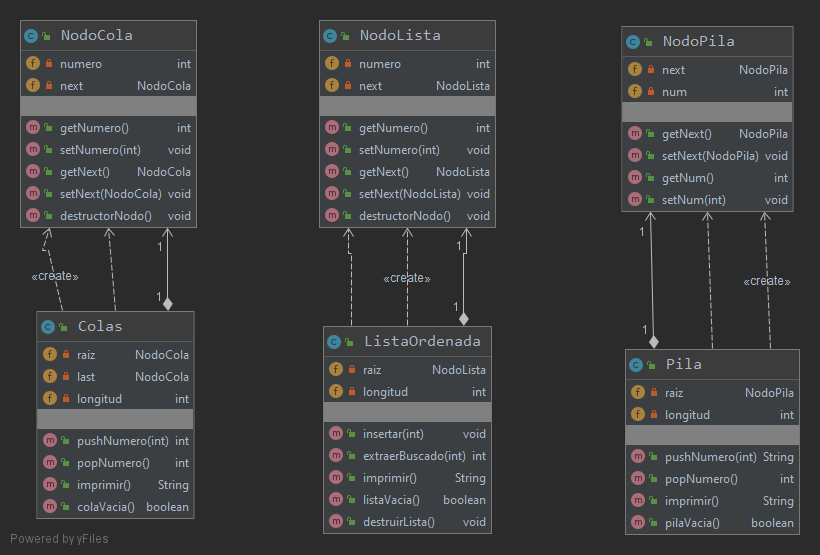 NodoCola
numero int
next NodoCola
getNumero() int
setNumero(int) void
getNext() NodoCola
setNext(NodoCola) void
destructorNodo() void
NodoLista
numero int
next NodoLista
getNumero() int
setNumero(int) void
getNext() NodoLista
setNext(NodoLista) void
destructorNodo() void
NodoPila
next NodoPila
num int
getNext() NodoPila
setNext(NodoPila) void
getNum() int
setNum(int) void
1
«create»
1
1
«create»
1
1
«create»
1
Colas
raiz NodoCola
last NodoCola
longitud int
pushNumero(int) int
popNumero() int
imprimir() String
colaVacia() boolean
ListaOrdenada
raiz NodoLista
longitud int
insertar(int) void
extraerBuscado(int) int
imprimir() String
listaVacia() boolean
destruirLista() void
Pila
raiz NodoPila
longitud int
pushNumero(int) String
popNumero() int
imprimir() String
pilaVacia() boolean
Powered by yFiles